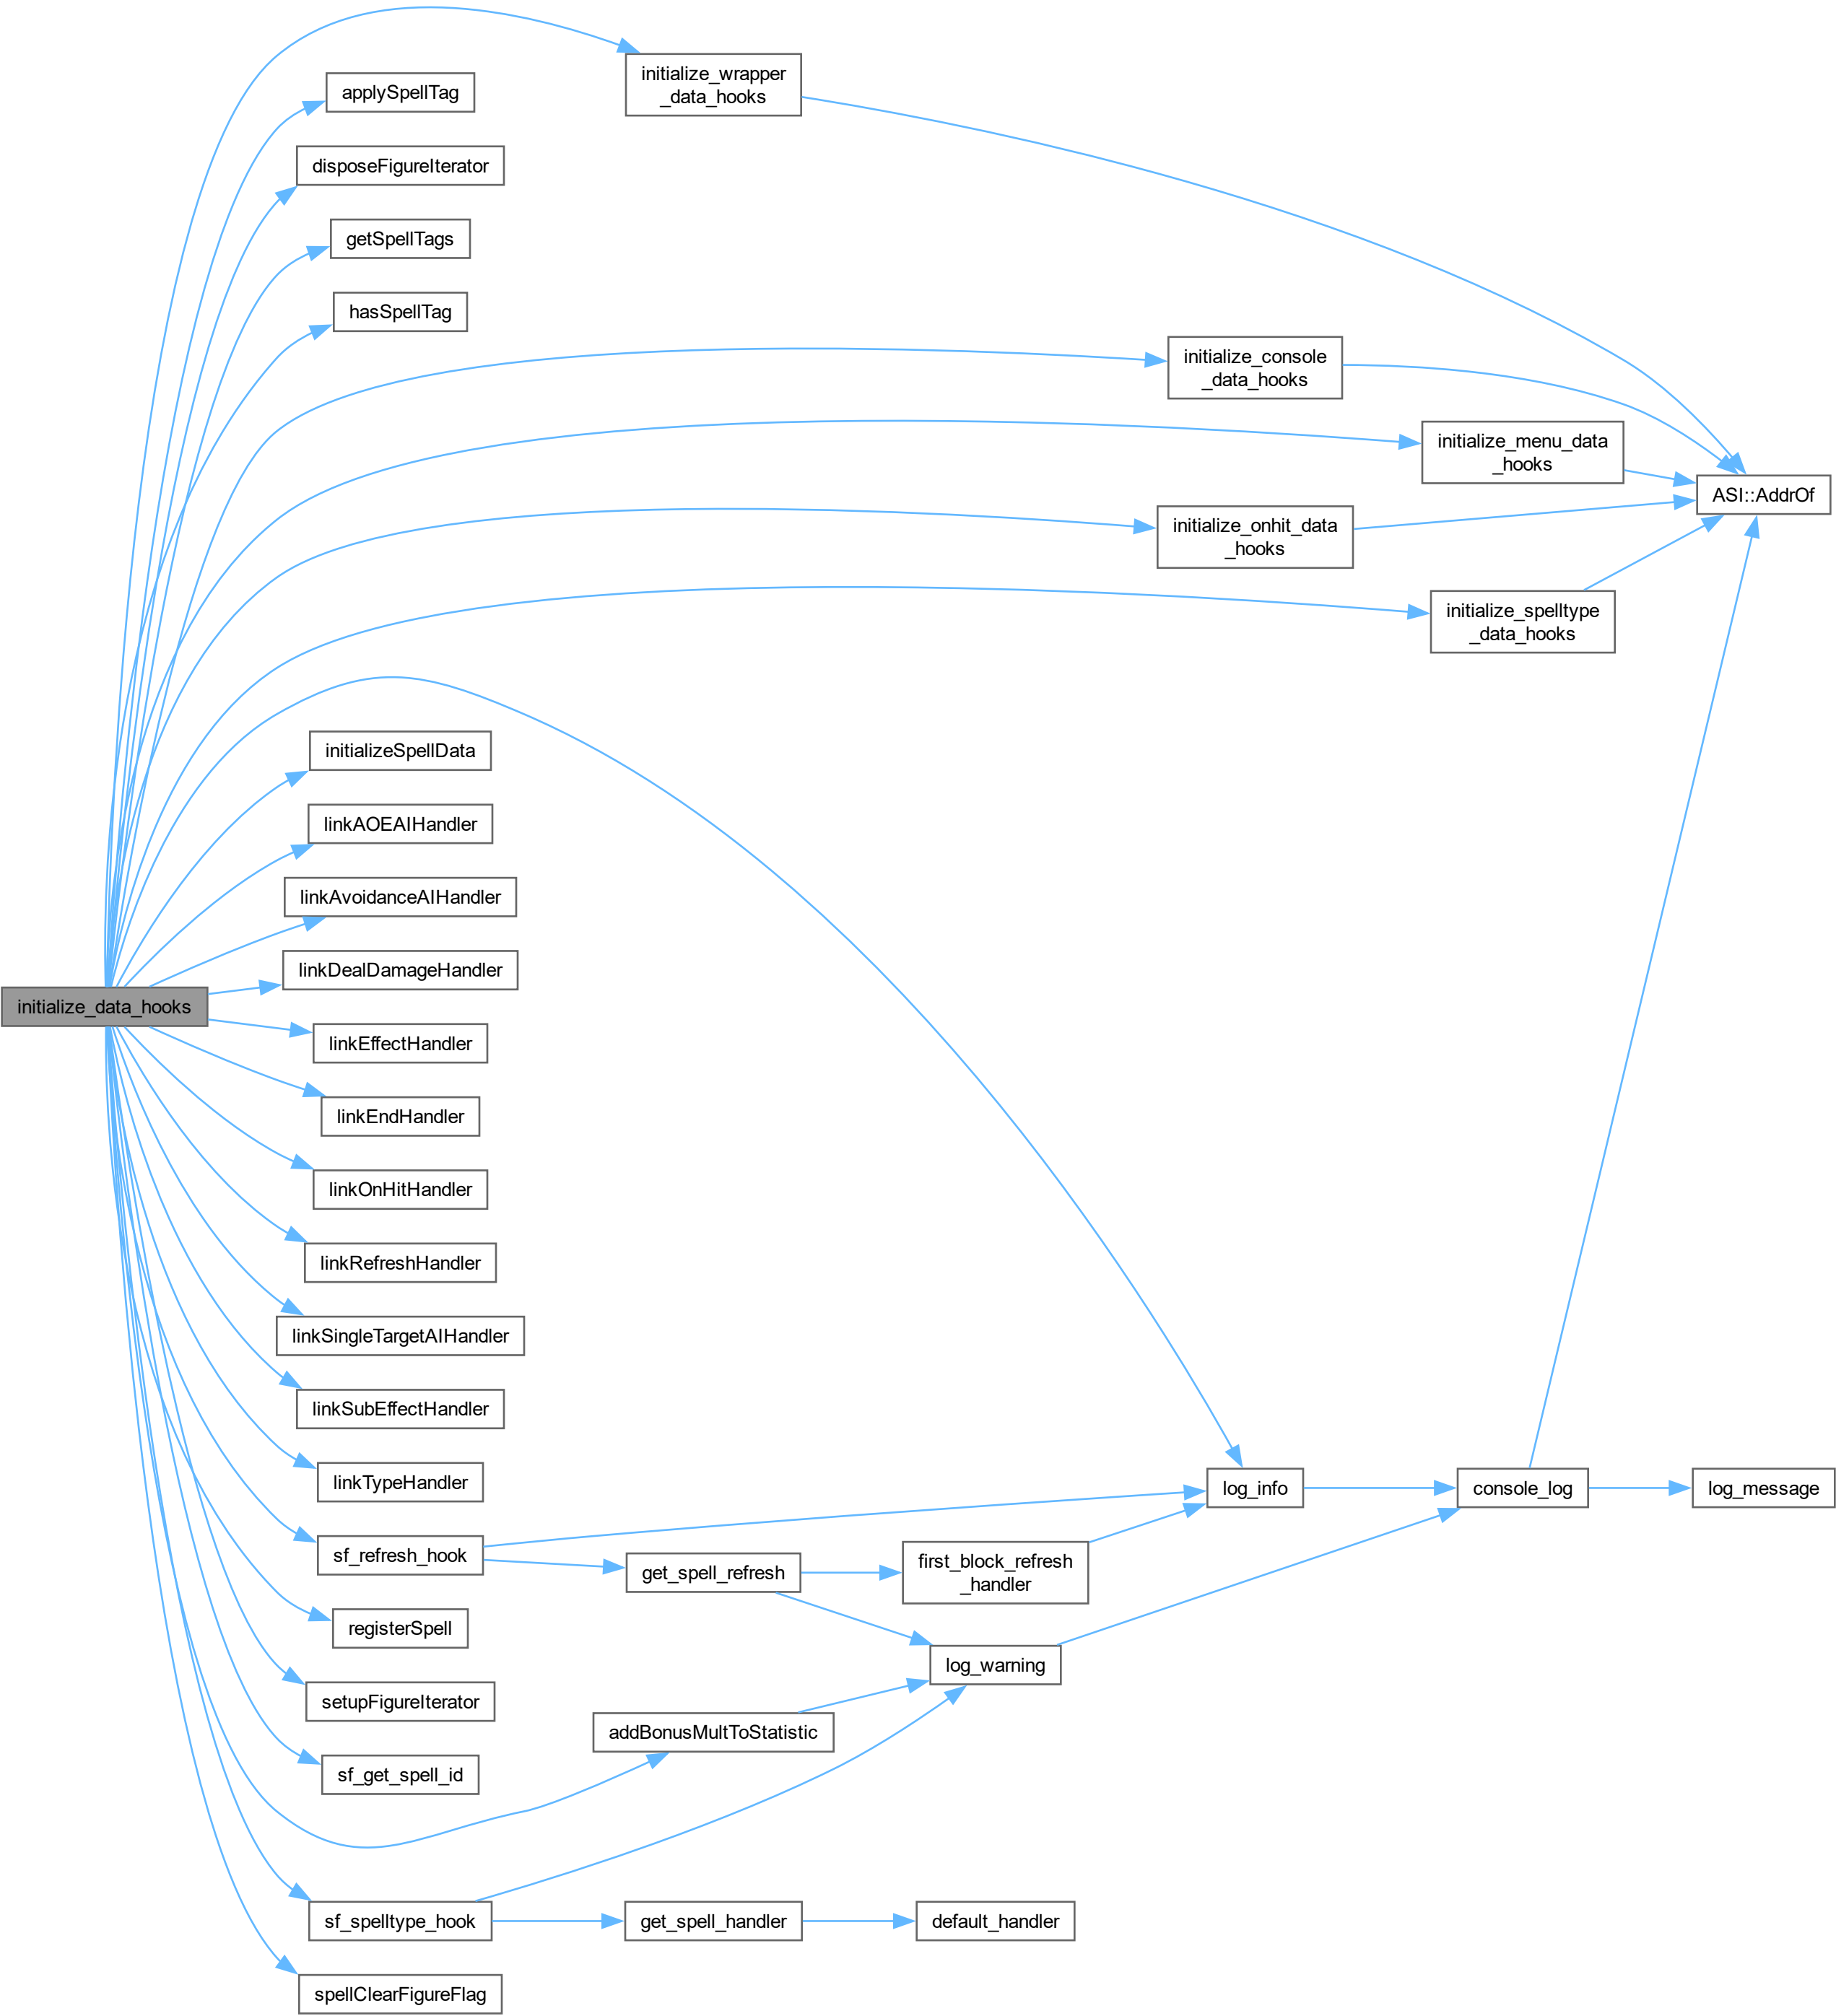 initialize_wrapper
_data_hooks
applySpellTag
disposeFigureIterator
getSpellTags
hasSpellTag
initialize_console
_data_hooks
initialize_menu_data
_hooks
ASI::AddrOf
initialize_onhit_data
_hooks
initialize_spelltype
_data_hooks
initializeSpellData
linkAOEAIHandler
linkAvoidanceAIHandler
linkDealDamageHandler
initialize_data_hooks
linkEffectHandler
linkEndHandler
linkOnHitHandler
linkRefreshHandler
linkSingleTargetAIHandler
linkSubEffectHandler
linkTypeHandler
log_info
console_log
log_message
sf_refresh_hook
get_spell_refresh
first_block_refresh
_handler
registerSpell
log_warning
setupFigureIterator
addBonusMultToStatistic
sf_get_spell_id
sf_spelltype_hook
get_spell_handler
default_handler
spellClearFigureFlag